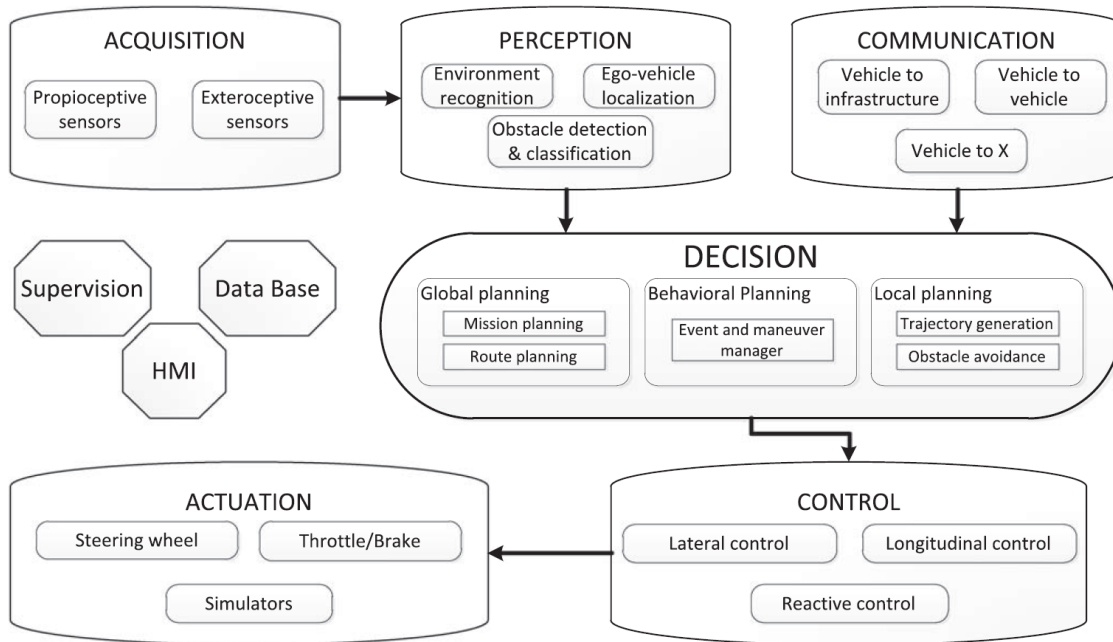 ACQUISITION
Propioceptive
sensors
Exteroceptive
sensors
PERCEPTION
Environment
recognition
Ego-vehicle
localization
Obstacle detection
& classification
COMMUNICATION
Vehicle to
infrastructure
Vehicle to
vehicle
Vehicle to X
Supervision
Data Base
HMI
DECISION
Global planning
Mission planning
Route planning
Behavioral Planning
Event and maneuver
manager
Local planning
Trajectory generation
Obstacle avoidance
ACTUATION
Steering wheel
Throttle/Brake
Simulators
CONTROL
Lateral control
Longitudinal control
Reactive control